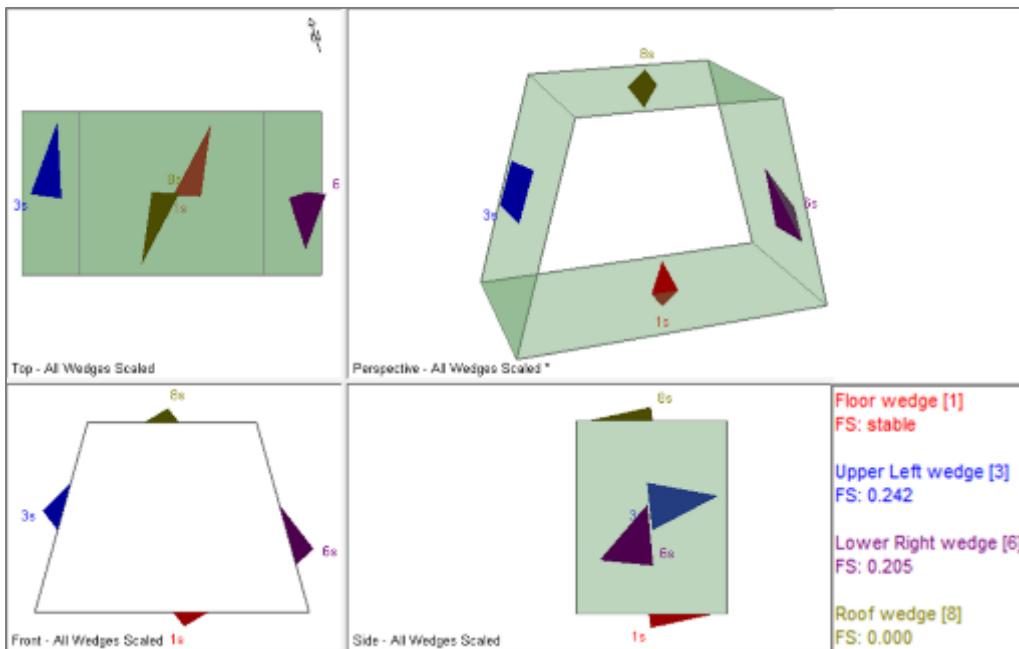 8s
8s
3s
1s
6
Top - All Wedges Scaled
3s
6s
1s
Perspective - All Wedges Scaled *
8s
3s
6s
Front - All Wedges Scaled
1s
8s
3
6s
1s
Side - All Wedges Scaled
Floor wedge [1]
FS: stable
Upper Left wedge [3]
FS: 0.242
Lower Right wedge [6]
FS: 0.205
Roof wedge [8]
FS: 0.000